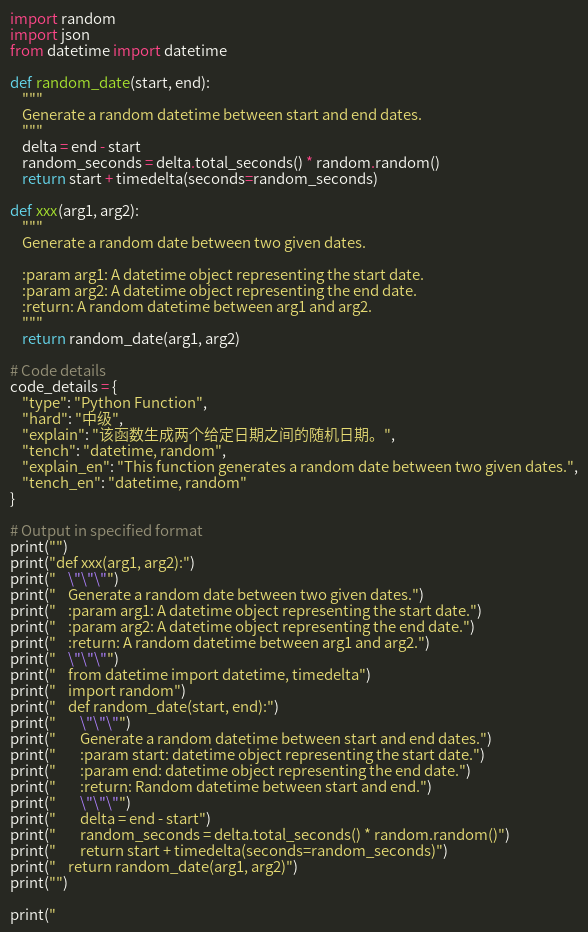 import random
import json
from datetime import datetime

def random_date(start, end):
    """
    Generate a random datetime between start and end dates.
    """
    delta = end - start
    random_seconds = delta.total_seconds() * random.random()
    return start + timedelta(seconds=random_seconds)

def xxx(arg1, arg2):
    """
    Generate a random date between two given dates.

    :param arg1: A datetime object representing the start date.
    :param arg2: A datetime object representing the end date.
    :return: A random datetime between arg1 and arg2.
    """
    return random_date(arg1, arg2)

# Code details
code_details = {
    "type": "Python Function",
    "hard": "中级",
    "explain": "该函数生成两个给定日期之间的随机日期。",
    "tench": "datetime, random",
    "explain_en": "This function generates a random date between two given dates.",
    "tench_en": "datetime, random"
}

# Output in specified format
print("")
print("def xxx(arg1, arg2):")
print("    \"\"\"")
print("    Generate a random date between two given dates.")
print("    :param arg1: A datetime object representing the start date.")
print("    :param arg2: A datetime object representing the end date.")
print("    :return: A random datetime between arg1 and arg2.")
print("    \"\"\"")
print("    from datetime import datetime, timedelta")
print("    import random")
print("    def random_date(start, end):")
print("        \"\"\"")
print("        Generate a random datetime between start and end dates.")
print("        :param start: datetime object representing the start date.")
print("        :param end: datetime object representing the end date.")
print("        :return: Random datetime between start and end.")
print("        \"\"\"")
print("        delta = end - start")
print("        random_seconds = delta.total_seconds() * random.random()")
print("        return start + timedelta(seconds=random_seconds)")
print("    return random_date(arg1, arg2)")
print("")

print("